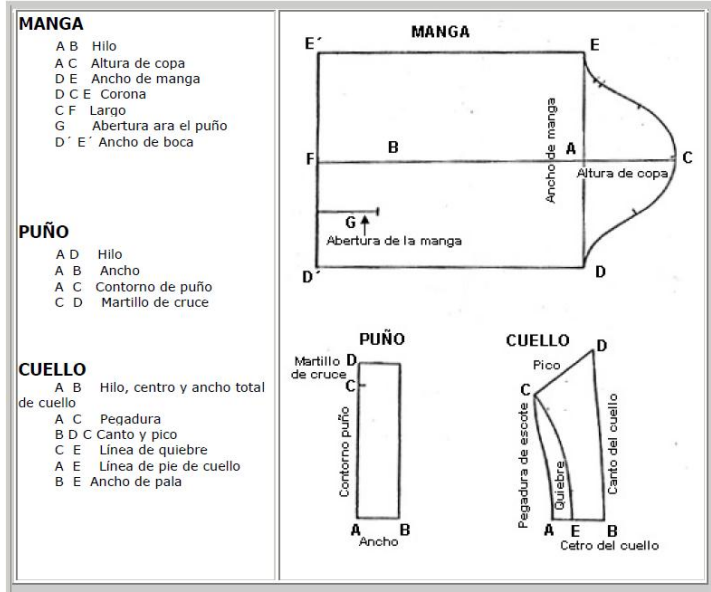 MANGA
A B Hilo
A C Altura de copa
D E Ancho de manga
D C E Corona
C F Largo
G Abertura ara el puño
D´ E´ Ancho de boca
PUÑO
A D Hilo
A B Ancho
A C Contorno de puño
C D Martillo de cruce
CUELLO
A B Hilo, centro y ancho total
de cuello
A C Pegadura
B D C Canto y pico
C E Línea de quiebre
A E Línea de pie de cuello
B E Ancho de pala
MANGA
E´
E
Ancho de manga
F
B
A
C
Altura de copa
G
Abertura de la manga
D´
D
PUÑO
Martillo
de cruce
D
C
Contorno puño
A
B
Ancho
CUELLO
D
Pico
C
Pegadura de escote
Quiebre
Canto del cuello
A
E
B
Cetro del cuello